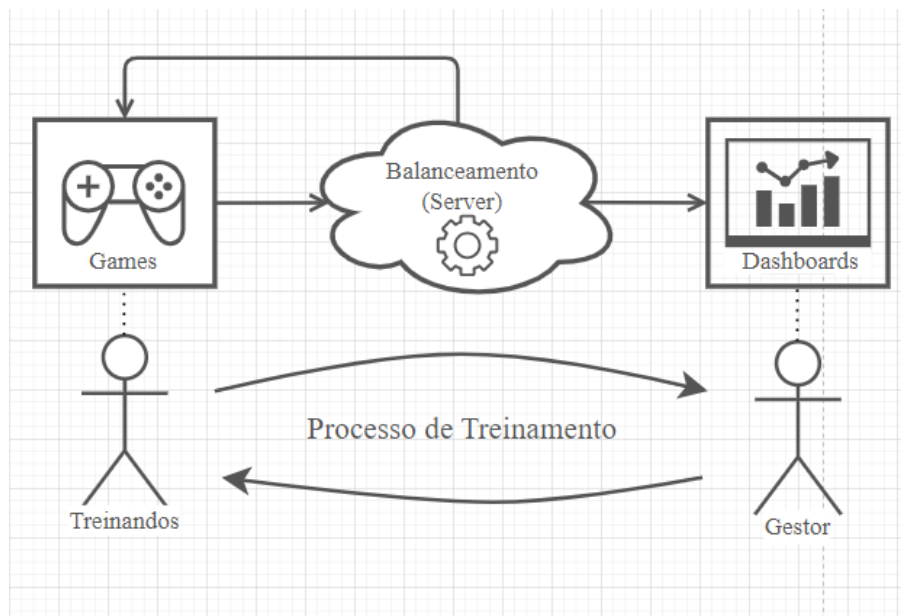 Balanceamento
(Server)
Games
Dashboards
Processo de Treinamento
Treinandos
Gestor